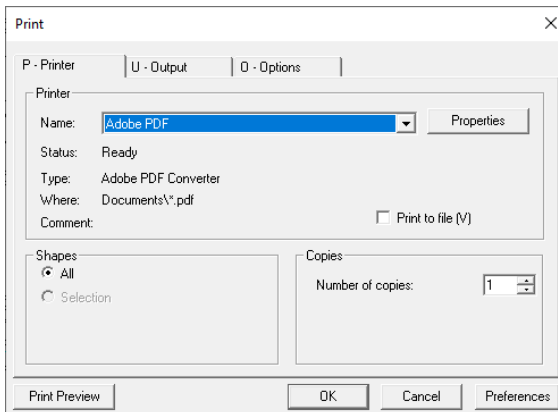 Print
P - Printer U - Output O - Options
Printer
Name: Adobe PDF Properties
Status: Ready
Type: Adobe PDF Converter
Where: Documents\*.pdf
Comment: Print to file (V)
Shapes Copies
All Number of copies: 1
Selection
Print Preview OK Cancel Preferences